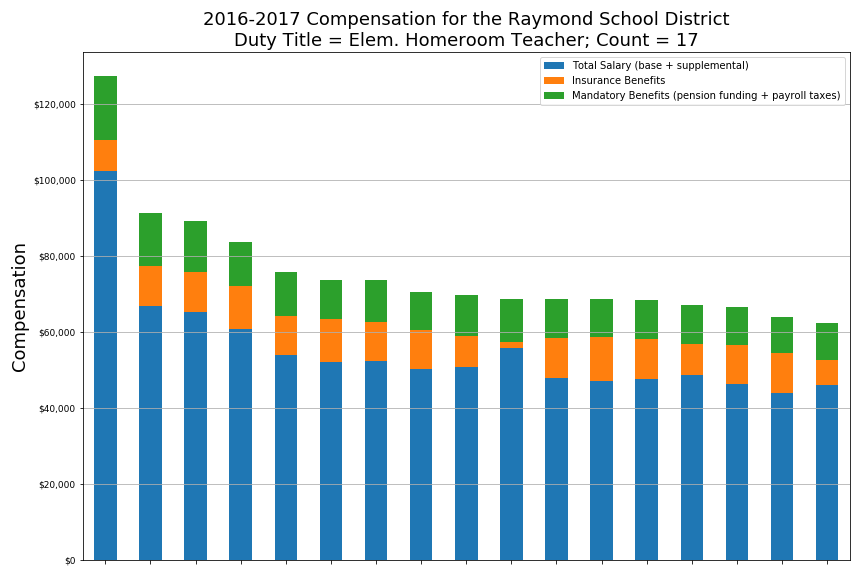 2016-2017 Compensation for the Raymond School District
Duty Title = Elem. Homeroom Teacher; Count = 17
Total Salary (base + supplemental)
Insurance Benefits
Mandatory Benefits (pension funding + payroll taxes)
Compensation
$120,000
$100,000
$80,000
$60,000
$40,000
$20,000
$0